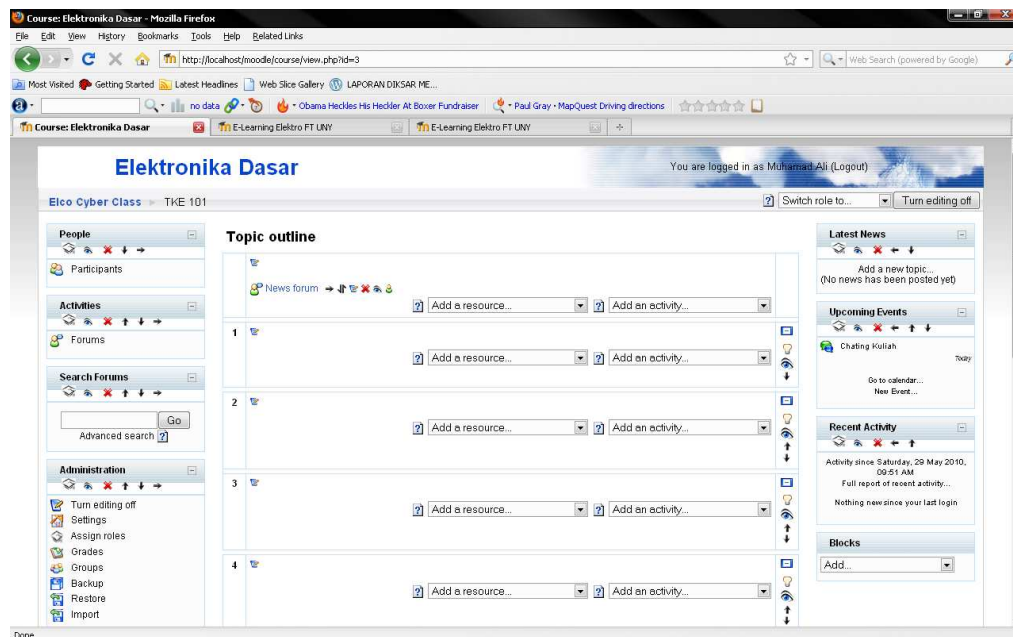 Course: Elektronika Dasar - Mozilla Firefox
File Edit View History Bookmarks Tools Help Related Links
http://localhost/moodle/course/view.php?id=3
Web Search (powered by Google)
Most Visited Getting Started Latest Headlines Web Slice Gallery LAPORAN DIKSAR ME...
no data Obama Heckles His Heckler At Boxer Fundraiser Paul Gray • MapQuest Driving directions
Course: Elektronika Dasar E-Learning Elektro FT UNY E-Learning Elektro FT UNY
Elektronika Dasar
You are logged in as Muhamad Ali (Logout)
Elco Cyber Class ► TKE 101
Switch role to... Turn editing off
People
Participants
Activities
Forums
Search Forums
Go
Advanced search
Administration
Turn editing off
Settings
Assign roles
Grades
Groups
Backup
Restore
Import
Topic outline
News forum
Add a resource... Add an activity...
1
Add a resource... Add an activity...
2
Add a resource... Add an activity...
3
Add a resource... Add an activity...
4
Add a resource... Add an activity...
Latest News
Add a new topic...
(No news has been posted yet)
Upcoming Events
Chating Kuliah
Today
Go to calendar...
New Event...
Recent Activity
Activity since Saturday, 29 May 2010,
09:51 AM
Full report of recent activity...
Nothing new since your last login
Blocks
Add...
Done